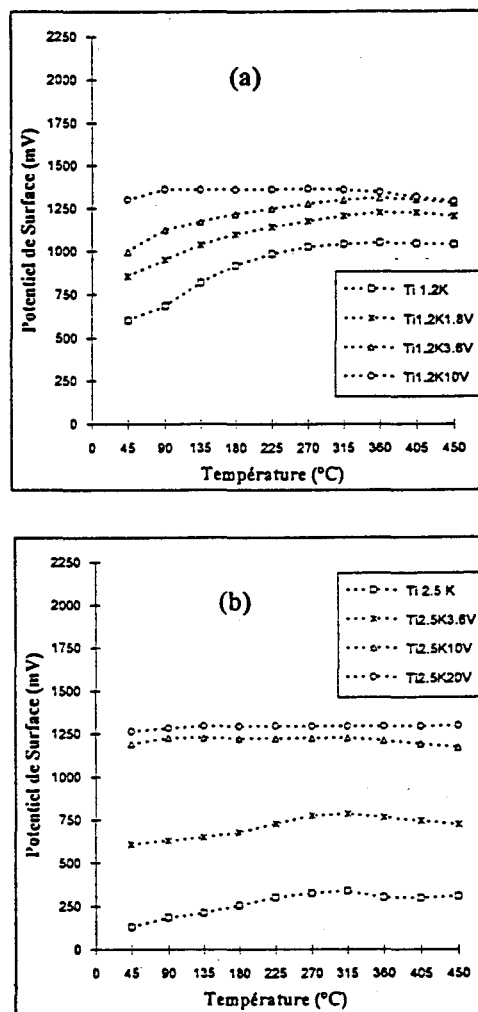 (a)
Potentiel de Surface (mV)
2250
2000
1750
1500
1250
1000
750
500
250
0
0 45 90 135 180 225 270 315 360 405 450
Température (°C)
Ti 1.2K
Ti1.2K1.8V
Ti1.2K3.6V
Ti1.2K10V
(b)
Potentiel de Surface (mV)
2250
2000
1750
1500
1250
1000
750
500
250
0
0 45 90 135 180 225 270 315 360 405 450
Température (°C)
Ti 2.5 K
Ti2.5K3.6V
Ti2.5K10V
Ti2.5K20V